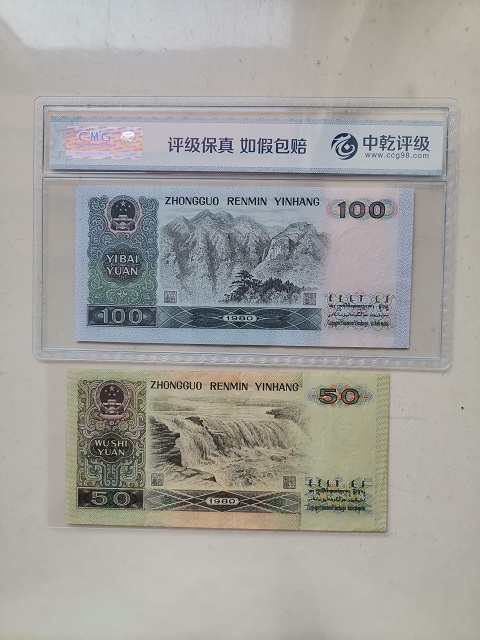 CMG
评级保真 如假包赔
中乾评级
www.ccg98.com
ZHONGGUO RENMIN YINHANG
100
YIBAI
YUAN
100
1980
ZHONGGUO RENMIN YINHANG
50
WUSHI
YUAN
50
1980